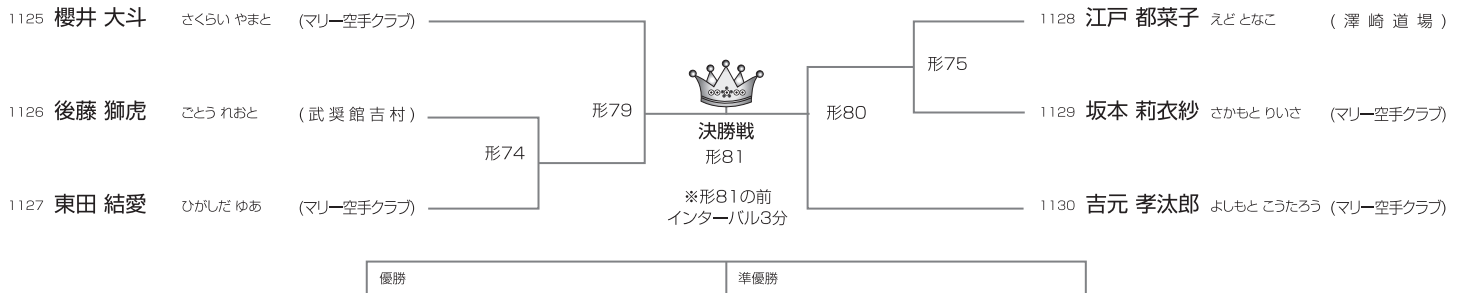 1125 櫻井 大斗 さくらい やまと (マリー空手クラブ)
1126 後藤 獅虎 ごとう れおと (武奨館吉村)
1127 東田 結愛 ひがしだ ゆあ (マリー空手クラブ)
形74
形79
決勝戦
形81
※形81の前
インターバル3分
形80
形75
1128 江戸 都菜子 えど となこ (澤崎道場)
1129 坂本 莉衣紗 さかもと りいさ (マリー空手クラブ)
1130 吉元 孝汰郎 よしもと こうたろう (マリー空手クラブ)
優勝
準優勝